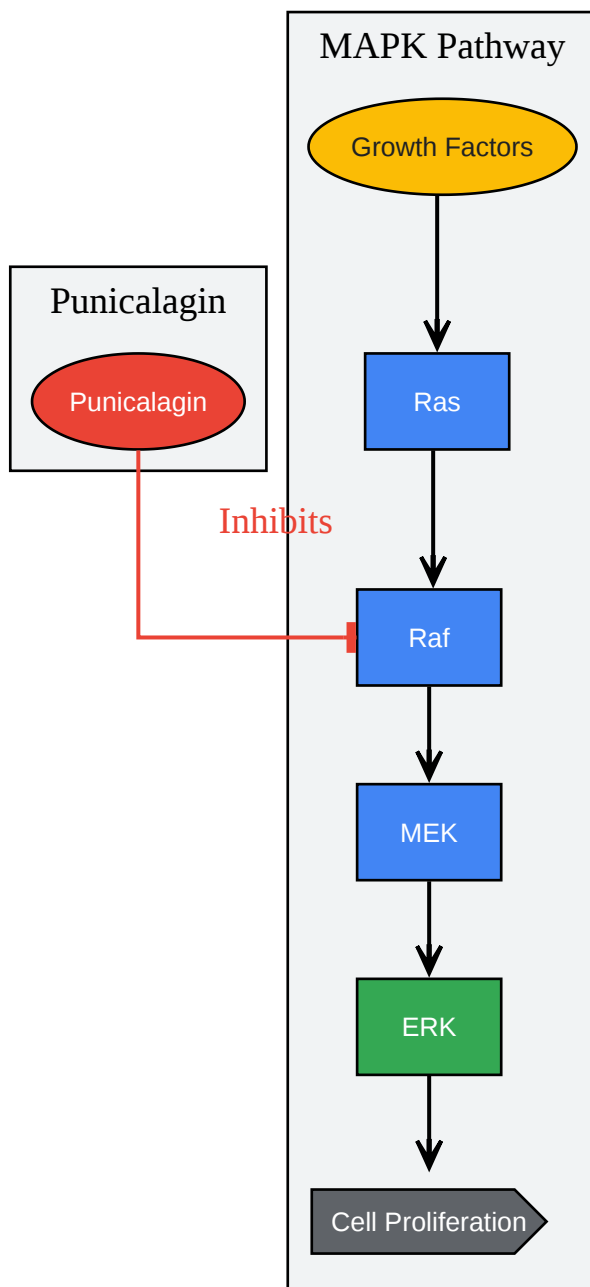 MAPK Pathway
Growth Factors
Punicalagin
Punicalagin
Ras
Inhibits
Raf
MEK
ERK
Cell Proliferation